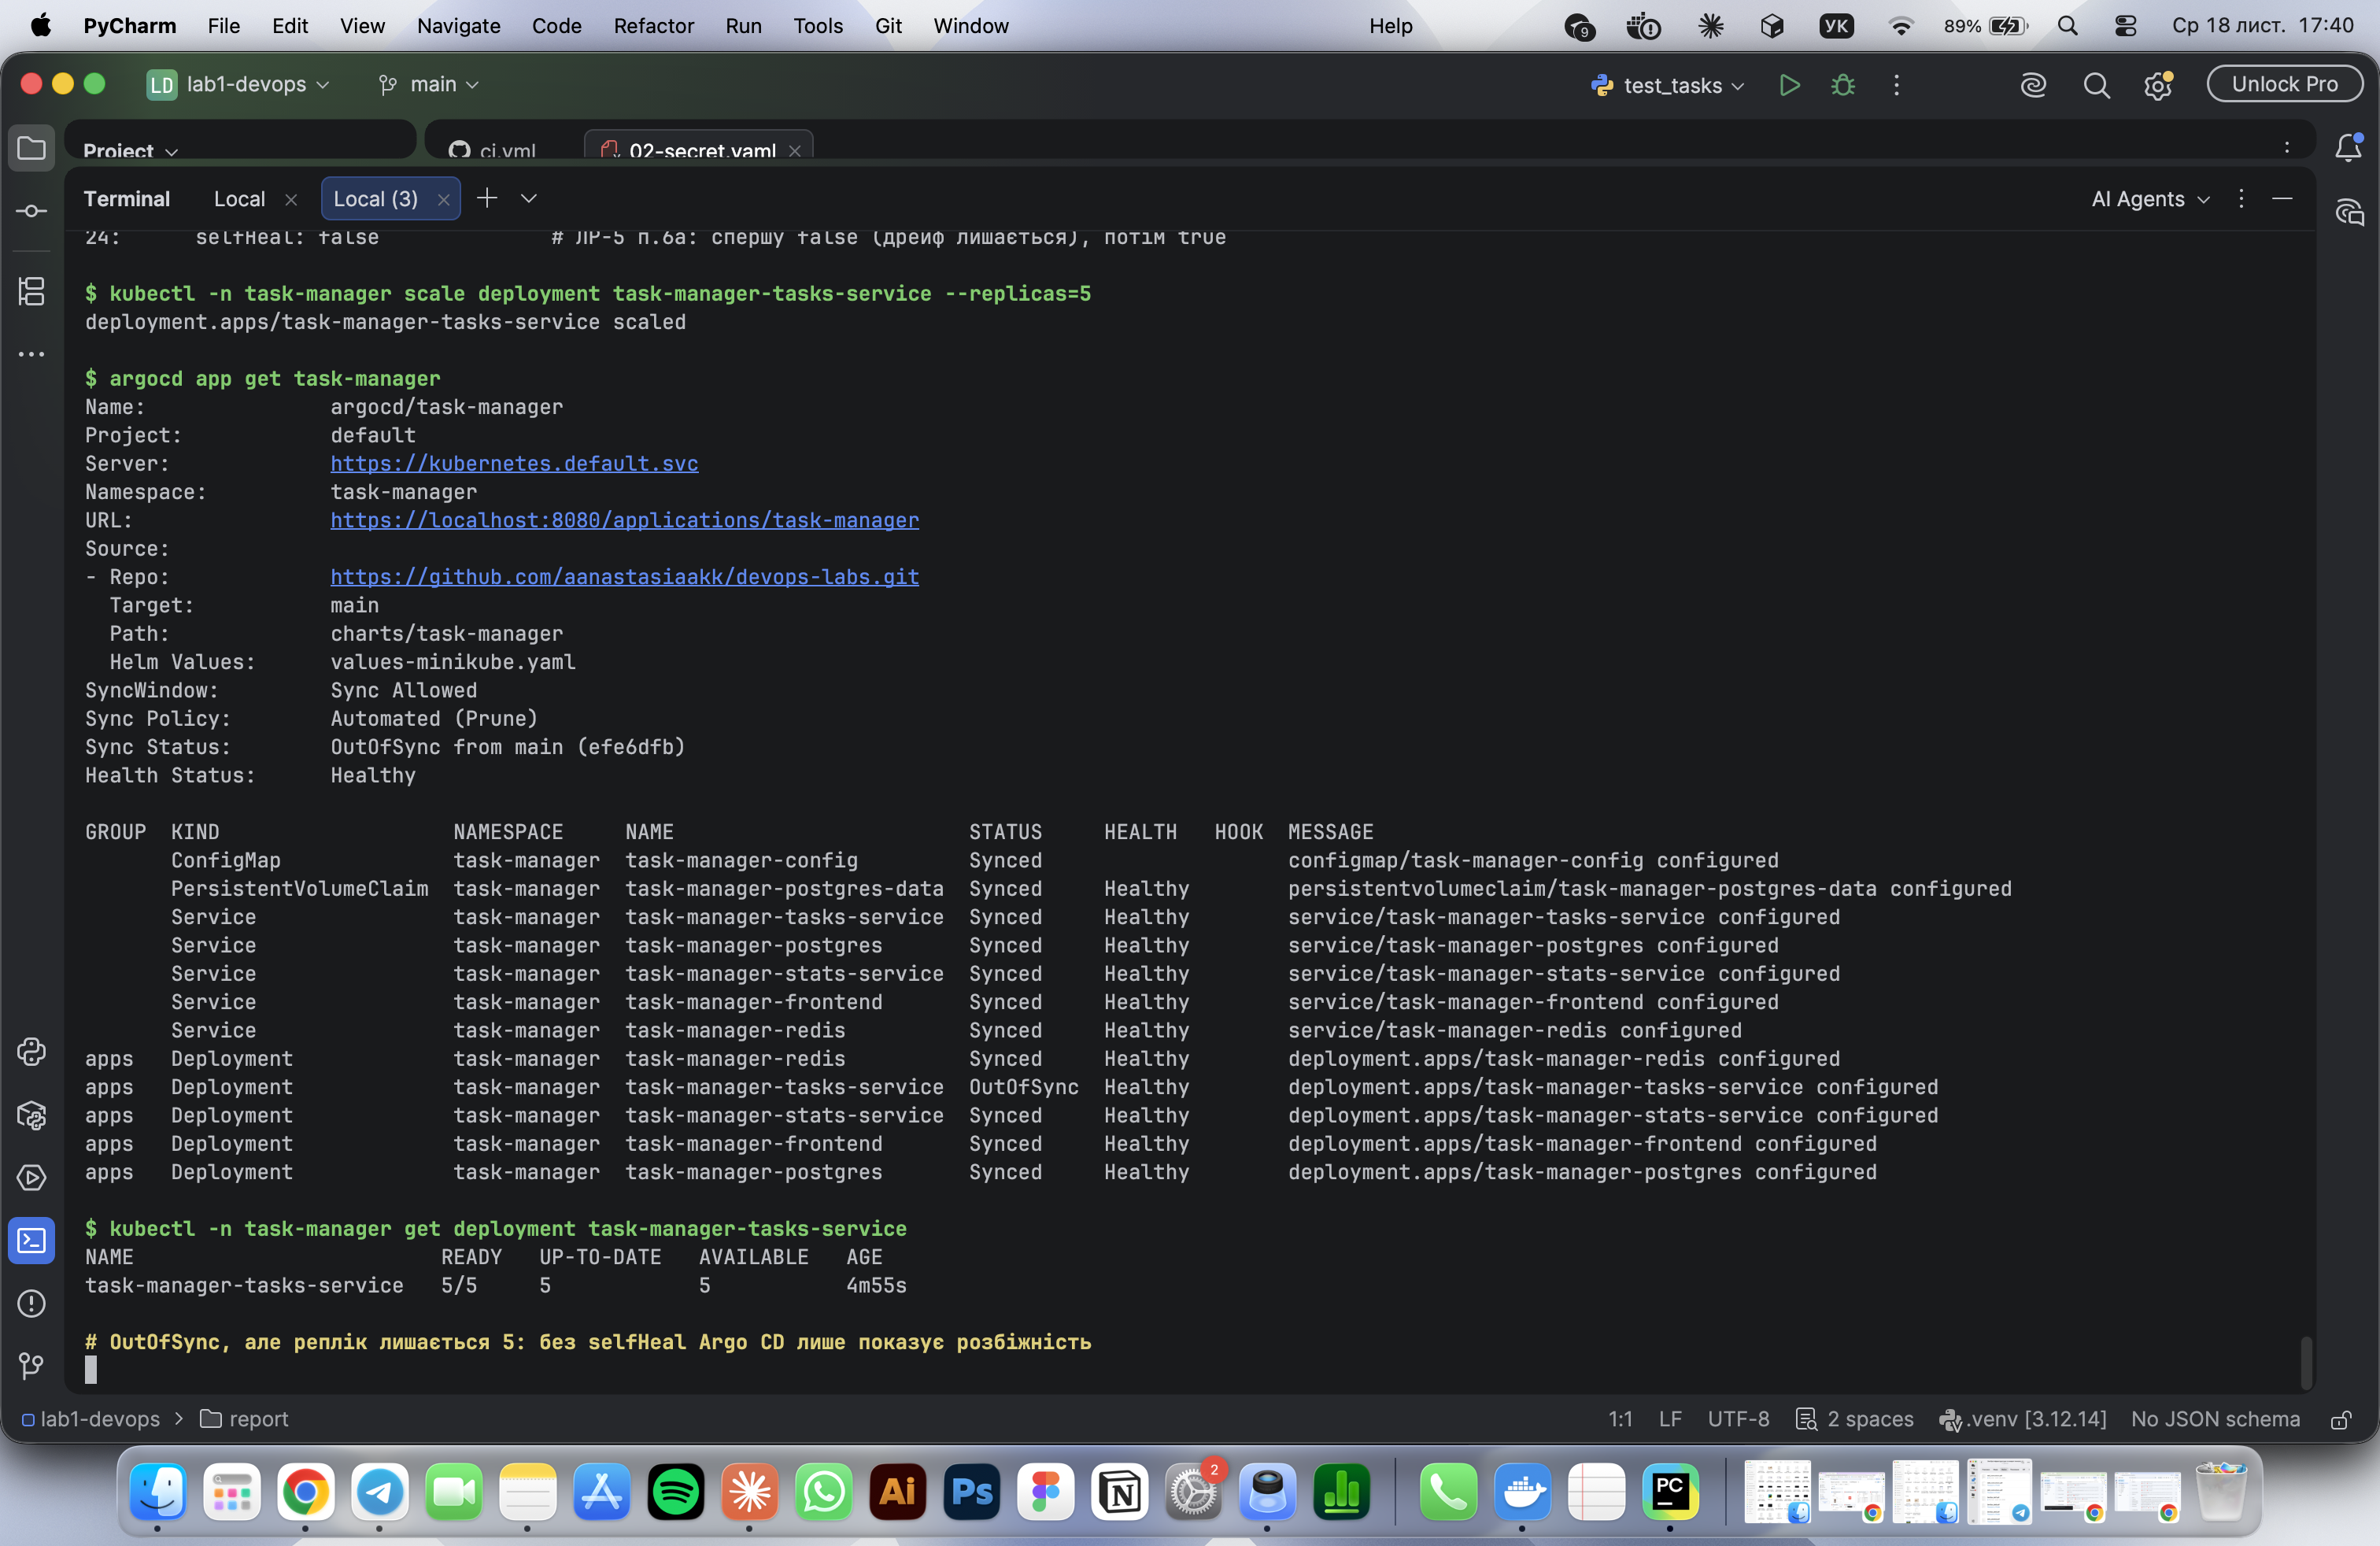 PyCharm File Edit View Navigate Code Refactor Run Tools Git Window Help 9 УК 89% Ср 18 лист. 17:40
LD lab1-devops main test_tasks Unlock Pro
Project ci.yml 02-secret.yaml
Terminal Local Local (3) AI Agents
24: selfHeal: false # ЛР-5 п.6а: спершу false (дрейф лишається), потім true
$ kubectl -n task-manager scale deployment task-manager-tasks-service --replicas=5
deployment.apps/task-manager-tasks-service scaled
$ argocd app get task-manager
Name: argocd/task-manager
Project: default
Server: https://kubernetes.default.svc
Namespace: task-manager
URL: https://localhost:8080/applications/task-manager
Source:
- Repo: https://github.com/aanastasiaakk/devops-labs.git
Target: main
Path: charts/task-manager
Helm Values: values-minikube.yaml
SyncWindow: Sync Allowed
Sync Policy: Automated (Prune)
Sync Status: OutOfSync from main (efe6dfb)
Health Status: Healthy
GROUP KIND NAMESPACE NAME STATUS HEALTH HOOK MESSAGE
ConfigMap task-manager task-manager-config Synced configmap/task-manager-config configured
PersistentVolumeClaim task-manager task-manager-postgres-data Synced Healthy persistentvolumeclaim/task-manager-postgres-data configured
Service task-manager task-manager-tasks-service Synced Healthy service/task-manager-tasks-service configured
Service task-manager task-manager-postgres Synced Healthy service/task-manager-postgres configured
Service task-manager task-manager-stats-service Synced Healthy service/task-manager-stats-service configured
Service task-manager task-manager-frontend Synced Healthy service/task-manager-frontend configured
Service task-manager task-manager-redis Synced Healthy service/task-manager-redis configured
apps Deployment task-manager task-manager-redis Synced Healthy deployment.apps/task-manager-redis configured
apps Deployment task-manager task-manager-tasks-service OutOfSync Healthy deployment.apps/task-manager-tasks-service configured
apps Deployment task-manager task-manager-stats-service Synced Healthy deployment.apps/task-manager-stats-service configured
apps Deployment task-manager task-manager-frontend Synced Healthy deployment.apps/task-manager-frontend configured
apps Deployment task-manager task-manager-postgres Synced Healthy deployment.apps/task-manager-postgres configured
$ kubectl -n task-manager get deployment task-manager-tasks-service
NAME READY UP-TO-DATE AVAILABLE AGE
task-manager-tasks-service 5/5 5 5 4m55s
# OutOfSync, але реплік лишається 5: без selfHeal Argo CD лише показує розбіжність
lab1-devops > report 1:1 LF UTF-8 2 spaces .venv [3.12.14] No JSON schema
Ai Ps N 2 PC